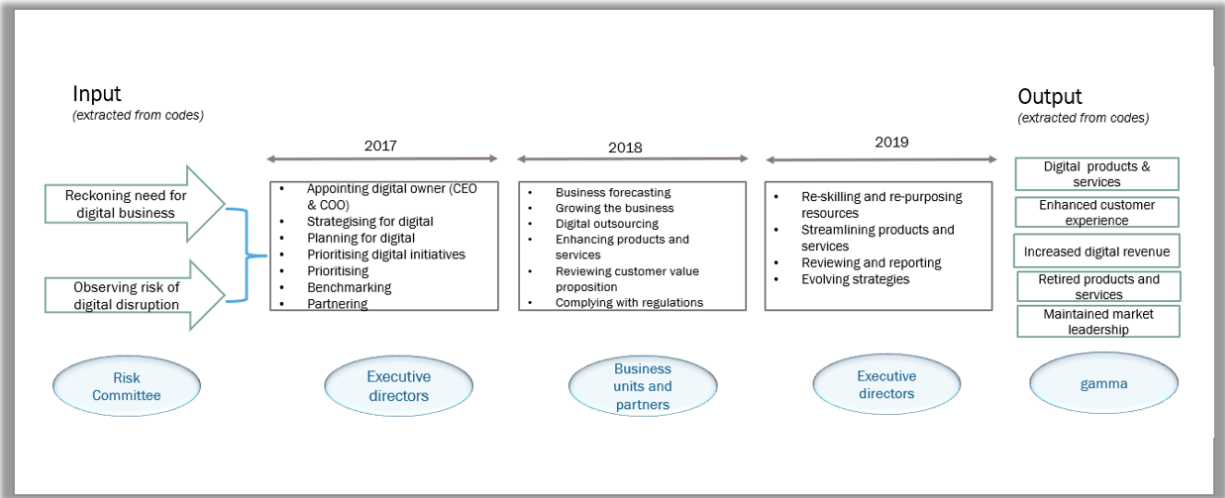 Input
(extracted from codes)
Reckoning need for
digital business
Observing risk of
digital disruption
Risk
Committee
2017
• Appointing digital owner (CEO
& COO)
• Strategising for digital
• Planning for digital
• Prioritising digital initiatives
• Prioritising
• Benchmarking
• Partnering
Executive
directors
2018
• Business forecasting
• Growing the business
• Digital outsourcing
• Enhancing products and
services
• Reviewing customer value
proposition
• Complying with regulations
Business
units and
partners
2019
• Re-skilling and re-purposing
resources
• Streamlining products and
services
• Reviewing and reporting
• Evolving strategies
Executive
directors
Output
(extracted from codes)
Digital products &
services
Enhanced customer
experience
Increased digital revenue
Retired products and
services
Maintained market
leadership
gamma